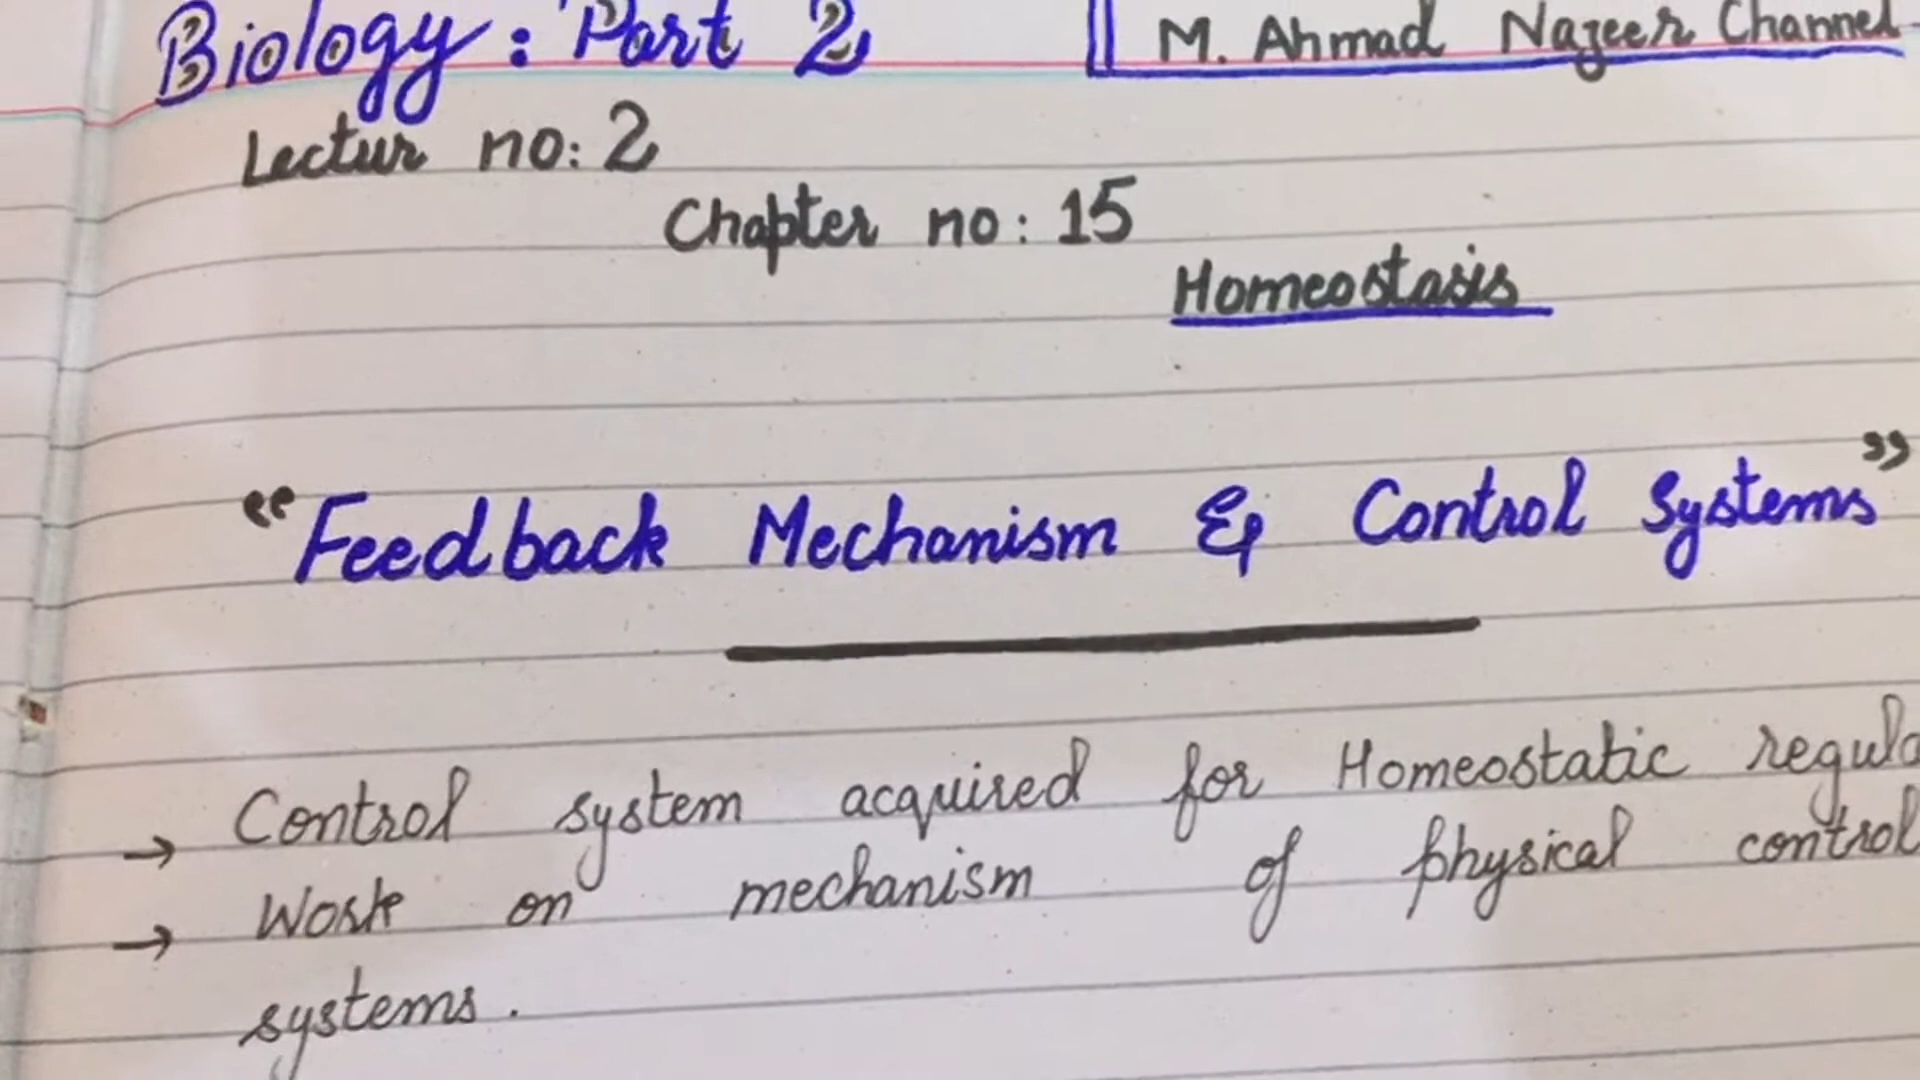 Biology: Part 2
M. Ahmad Nazeer Channel
Lectur no: 2
Chapter no: 15
Homeostasis
"Feedback Mechanism & Control Systems"
→ Control system acquired for Homeostatic regula
→ Work on mechanism of physical control
systems.